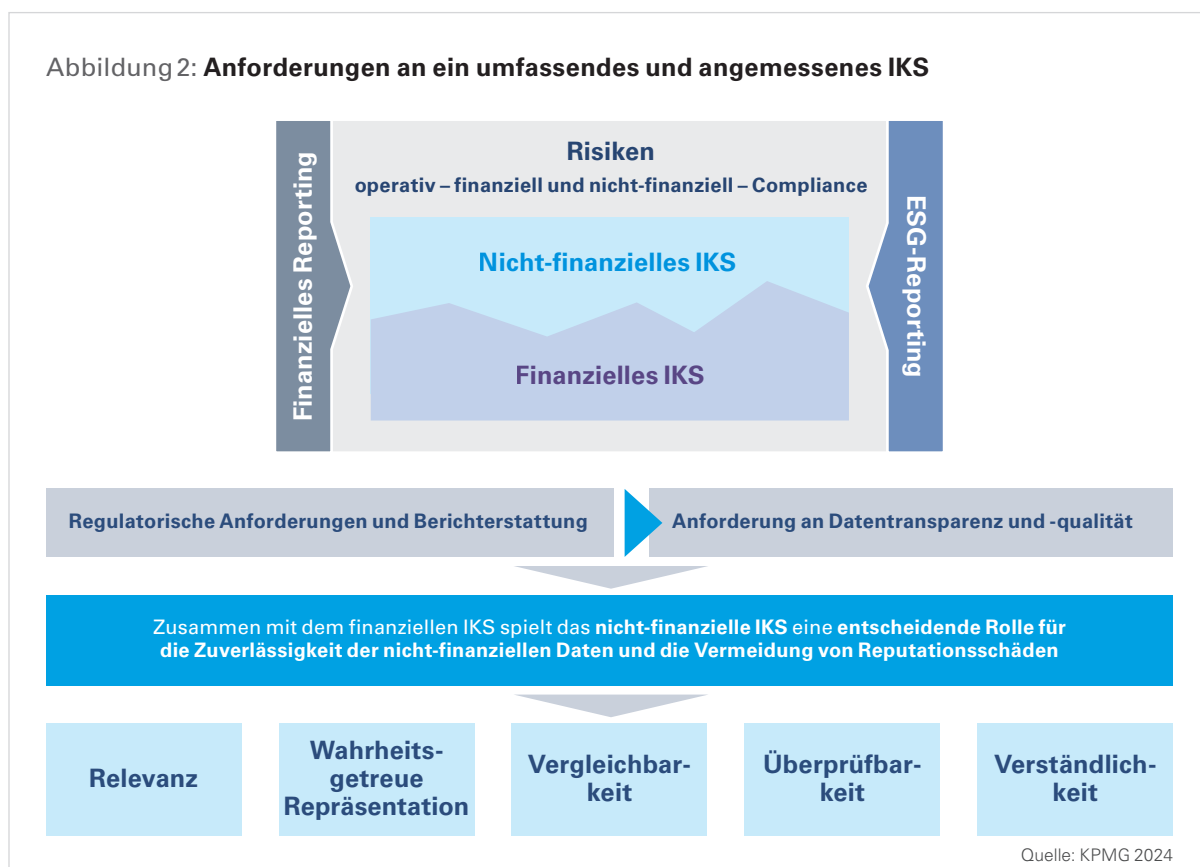 Abbildung 2: Anforderungen an ein umfassendes und angemessenes IKS
Finanzielles Reporting
Risiken
operativ – finanziell und nicht-finanziell – Compliance
Nicht-finanzielles IKS
Finanzielles IKS
ESG-Reporting
Regulatorische Anforderungen und Berichterstattung
Anforderung an Datentransparenz und -qualität
Zusammen mit dem finanziellen IKS spielt das nicht-finanzielle IKS eine entscheidende Rolle für
die Zuverlässigkeit der nicht-finanziellen Daten und die Vermeidung von Reputationsschäden
Relevanz
Wahrheits-
getreue
Repräsentation
Vergleichbar-
keit
Überprüfbar-
keit
Verständlich-
keit
Quelle: KPMG 2024